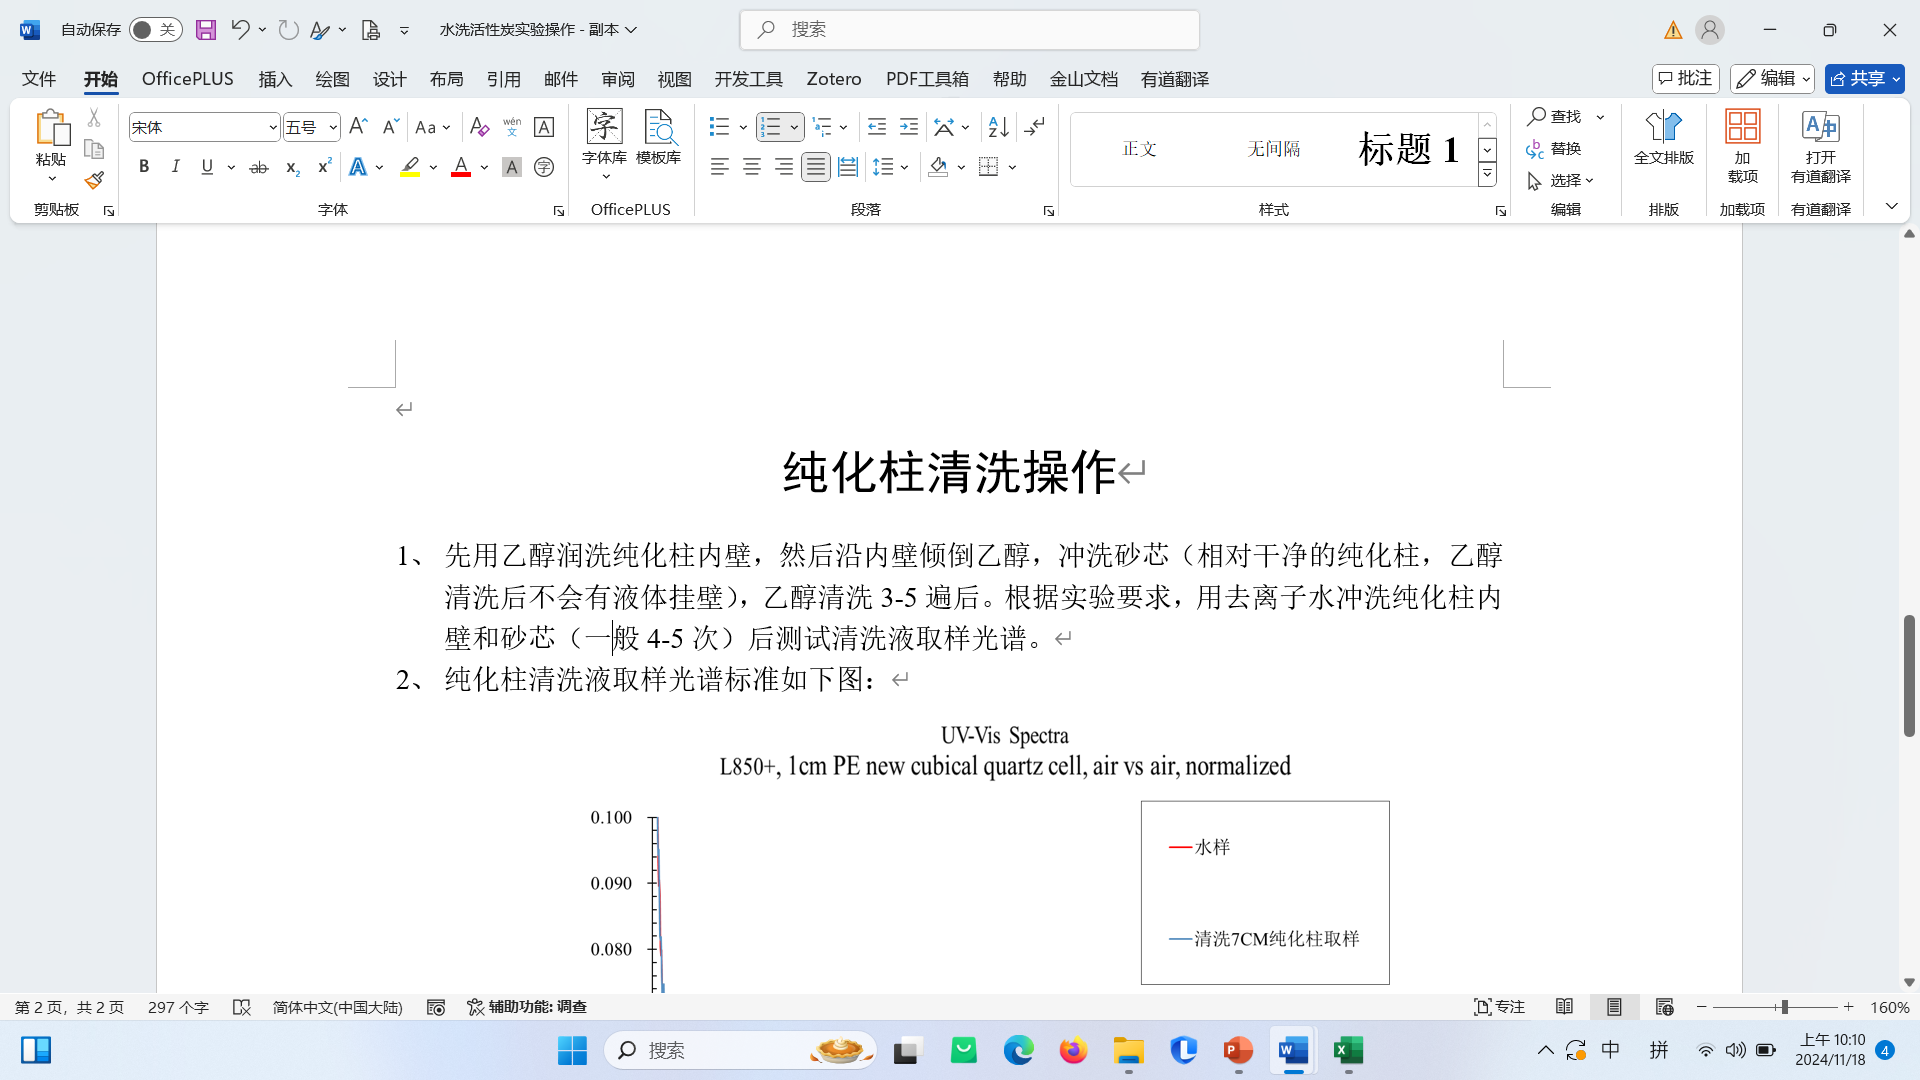 自动保存 关 水洗活性炭实验操作 - 副本 搜索
文件 开始 OfficePLUS 插入 绘图 设计 布局 引用 邮件 审阅 视图 开发工具 Zotero PDF工具箱 帮助 金山文档 有道翻译 批注 编辑 共享
粘贴 宋体 五号 字体库 模板库 正文 无间隔 标题 1 查找 替换 选择 全文排版 加载项 打开有道翻译
剪贴板 字体 OfficePLUS 段落 样式 编辑 排版 加载项 有道翻译
纯化柱清洗操作
1、 先用乙醇润洗纯化柱内壁，然后沿内壁倾倒乙醇，冲洗砂芯（相对干净的纯化柱，乙醇
清洗后不会有液体挂壁），乙醇清洗 3-5 遍后。根据实验要求，用去离子水冲洗纯化柱内
壁和砂芯（一般 4-5 次）后测试清洗液取样光谱。
2、 纯化柱清洗液取样光谱标准如下图：
UV-Vis Spectra
L850+, 1cm PE new cubical quartz cell, air vs air, normalized
0.100
水样
0.090
清洗7CM纯化柱取样
0.080
第 2 页，共 2 页 297 个字 简体中文(中国大陆) 辅助功能: 调查 专注 160%
搜索 中 拼 上午 10:10
2024/11/18 4